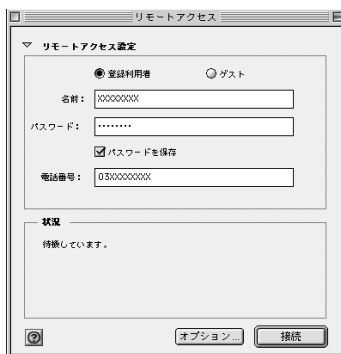 リモートアクセス
リモートアクセス設定
登録利用者 ゲスト
名前: XXXXXXXX
パスワード: ••••••••
パスワードを保存
電話番号: 03XXXXXXXX
状況
待機しています。
? オプション... 接続